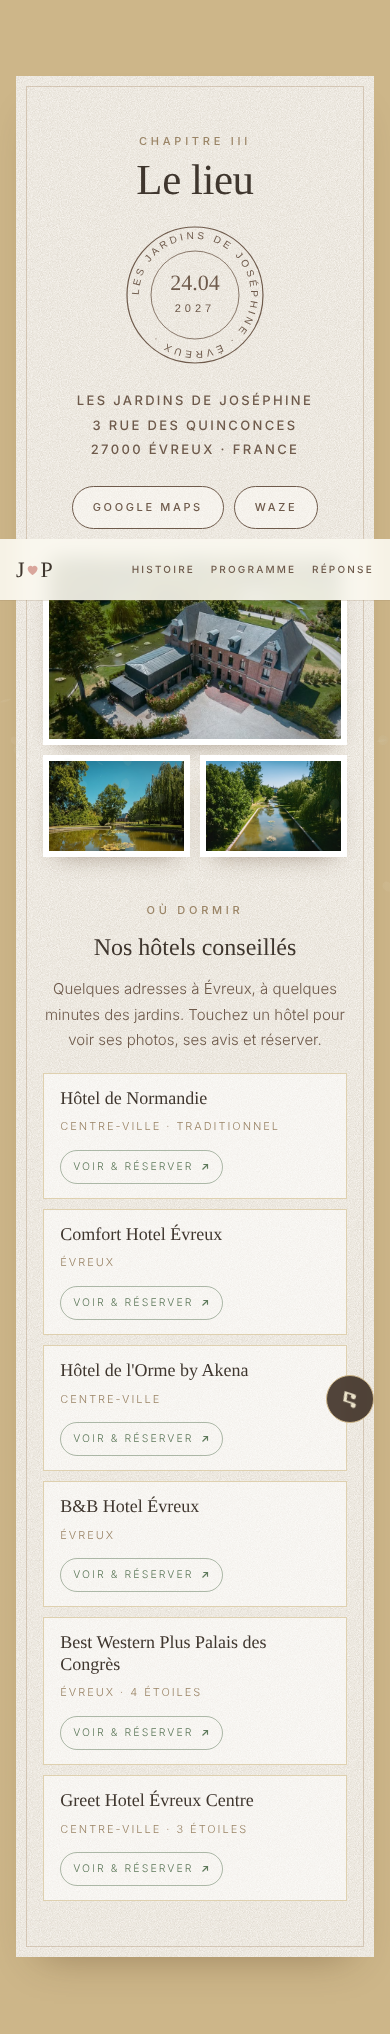 CHAPITRE III
Le lieu
LES JARDINS DE JOSÉPHINE · ÉVREUX ·
24.04
2027
LES JARDINS DE JOSÉPHINE
3 RUE DES QUINCONCES
27000 ÉVREUX · FRANCE
GOOGLE MAPS WAZE
J P HISTOIRE PROGRAMME RÉPONSE
OÙ DORMIR
Nos hôtels conseillés
Quelques adresses à Évreux, à quelques
minutes des jardins. Touchez un hôtel pour
voir ses photos, ses avis et réserver.
Hôtel de Normandie
CENTRE-VILLE · TRADITIONNEL
VOIR & RÉSERVER ↗
Comfort Hotel Évreux
ÉVREUX
VOIR & RÉSERVER ↗
Hôtel de l'Orme by Akena
CENTRE-VILLE
VOIR & RÉSERVER ↗
B&B Hotel Évreux
ÉVREUX
VOIR & RÉSERVER ↗
Best Western Plus Palais des
Congrès
ÉVREUX · 4 ÉTOILES
VOIR & RÉSERVER ↗
Greet Hotel Évreux Centre
CENTRE-VILLE · 3 ÉTOILES
VOIR & RÉSERVER ↗